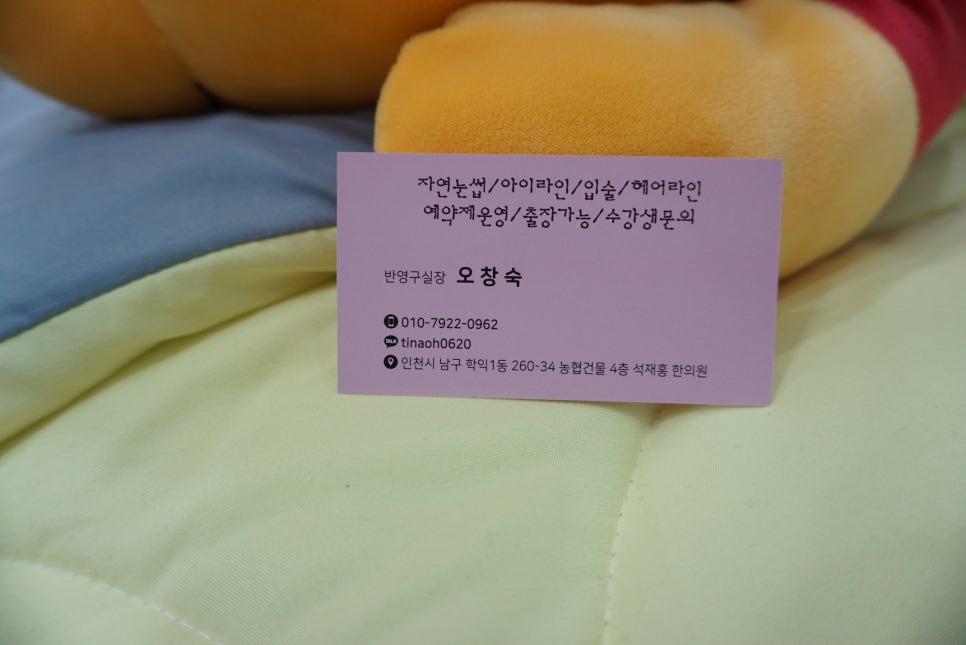 자연눈썹/아이라인/입술/헤어라인
예약제운영/출장가능/수강생문의
반영구실장 오창숙
010-7922-0962
TALK tinaoh0620
인천시 남구 학익1동 260-34 농협건물 4층 석재홍 한의원